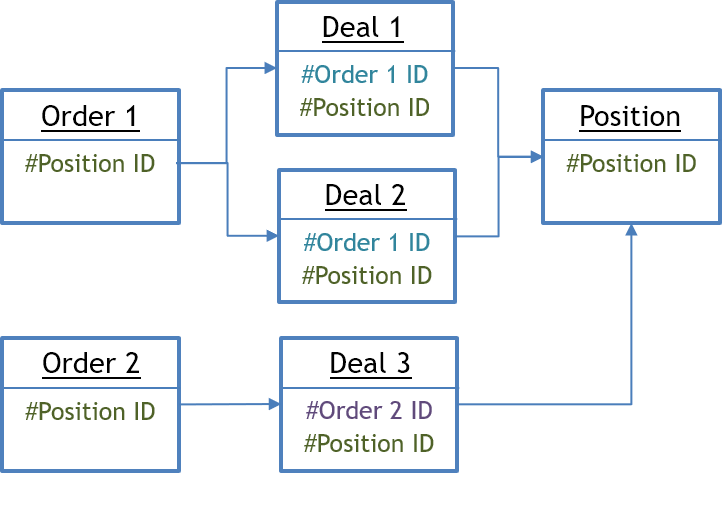 Deal 1
#Order 1 ID
#Position ID
Order 1
#Position ID
Position
#Position ID
Deal 2
#Order 1 ID
#Position ID
Order 2
#Position ID
Deal 3
#Order 2 ID
#Position ID